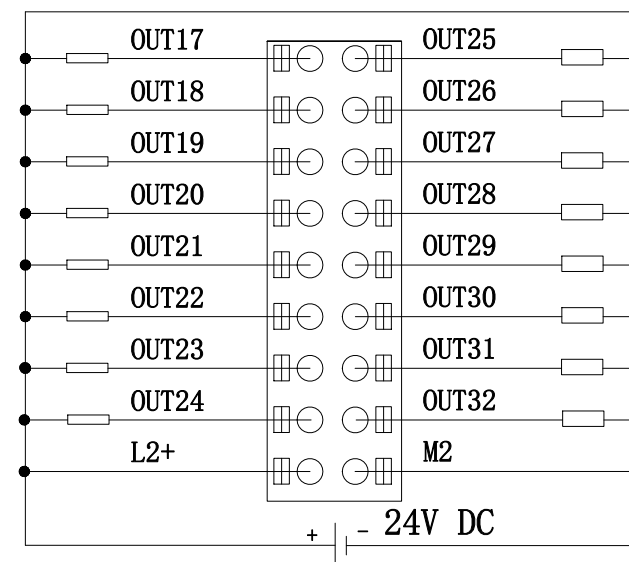 OUT17 OUT25
OUT18 OUT26
OUT19 OUT27
OUT20 OUT28
OUT21 OUT29
OUT22 OUT30
OUT23 OUT31
OUT24 OUT32
L2+ M2
+ - 24V DC